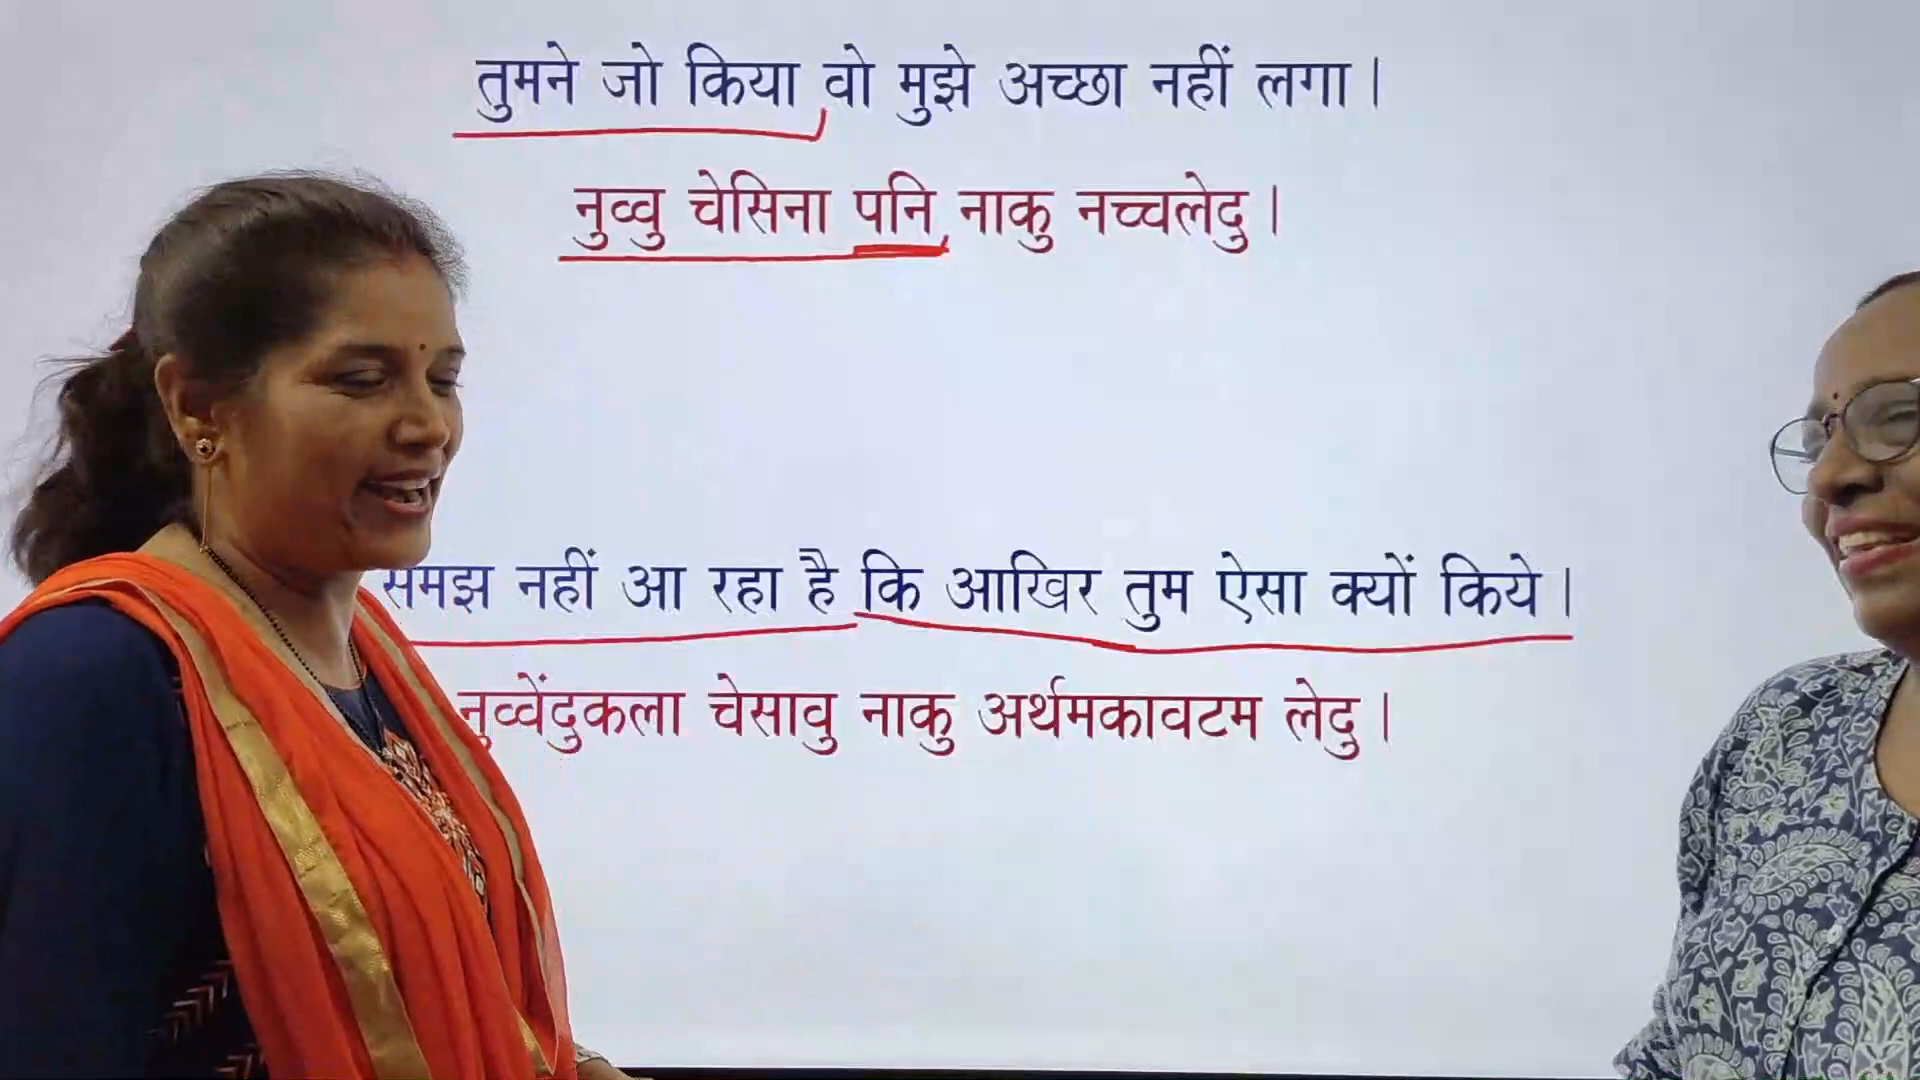 तुमने जो किया वो मुझे अच्छा नहीं लगा।
नुव्वु चेसिना पनि नाकु नच्चलेदु।
समझ नहीं आ रहा है कि आखिर तुम ऐसा क्यों किये।
नुव्वेंदुकला चेसावु नाकु अर्थमकावटम लेदु।